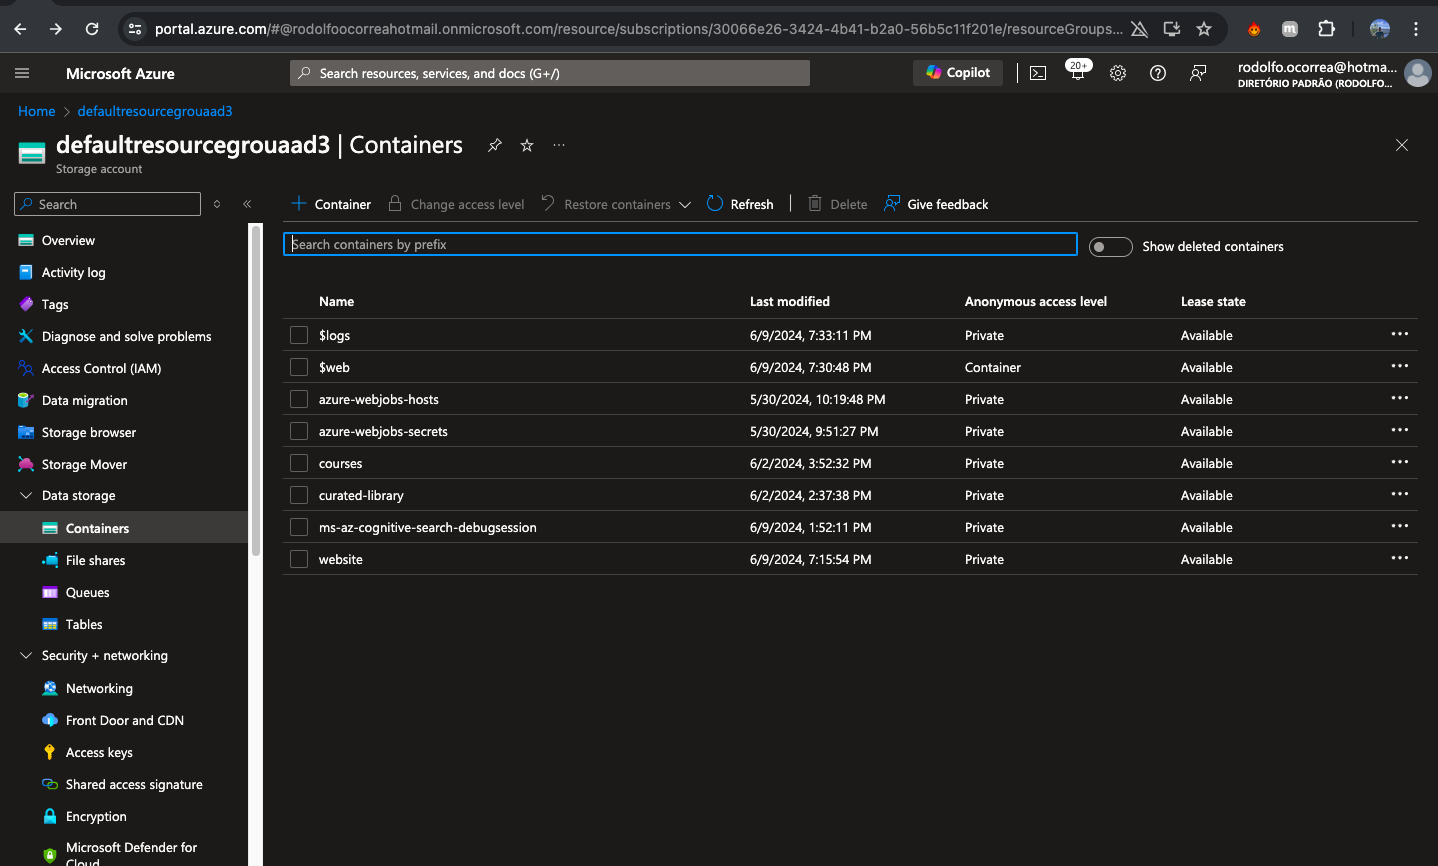 portal.azure.com/#@rodolfoocorreahotmail.onmicrosoft.com/resource/subscriptions/30066e26-3424-4b41-b2a0-56b5c11f201e/resourceGroups...
Microsoft Azure
Search resources, services, and docs (G+/)
Copilot
20+
rodolfo.ocorrea@hotma...
DIRETÓRIO PADRÃO (RODOLFO...
Home > defaultresourcegrouaad3
defaultresourcegrouaad3 | Containers
Storage account
Search
Overview
Activity log
Tags
Diagnose and solve problems
Access Control (IAM)
Data migration
Storage browser
Storage Mover
Data storage
Containers
File shares
Queues
Tables
Security + networking
Networking
Front Door and CDN
Access keys
Shared access signature
Encryption
Microsoft Defender for
Cloud
Container Change access level Restore containers Refresh Delete Give feedback
Search containers by prefix
Show deleted containers
Name Last modified Anonymous access level Lease state
$logs 6/9/2024, 7:33:11 PM Private Available
$web 6/9/2024, 7:30:48 PM Container Available
azure-webjobs-hosts 5/30/2024, 10:19:48 PM Private Available
azure-webjobs-secrets 5/30/2024, 9:51:27 PM Private Available
courses 6/2/2024, 3:52:32 PM Private Available
curated-library 6/2/2024, 2:37:38 PM Private Available
ms-az-cognitive-search-debugsession 6/9/2024, 1:52:11 PM Private Available
website 6/9/2024, 7:15:54 PM Private Available